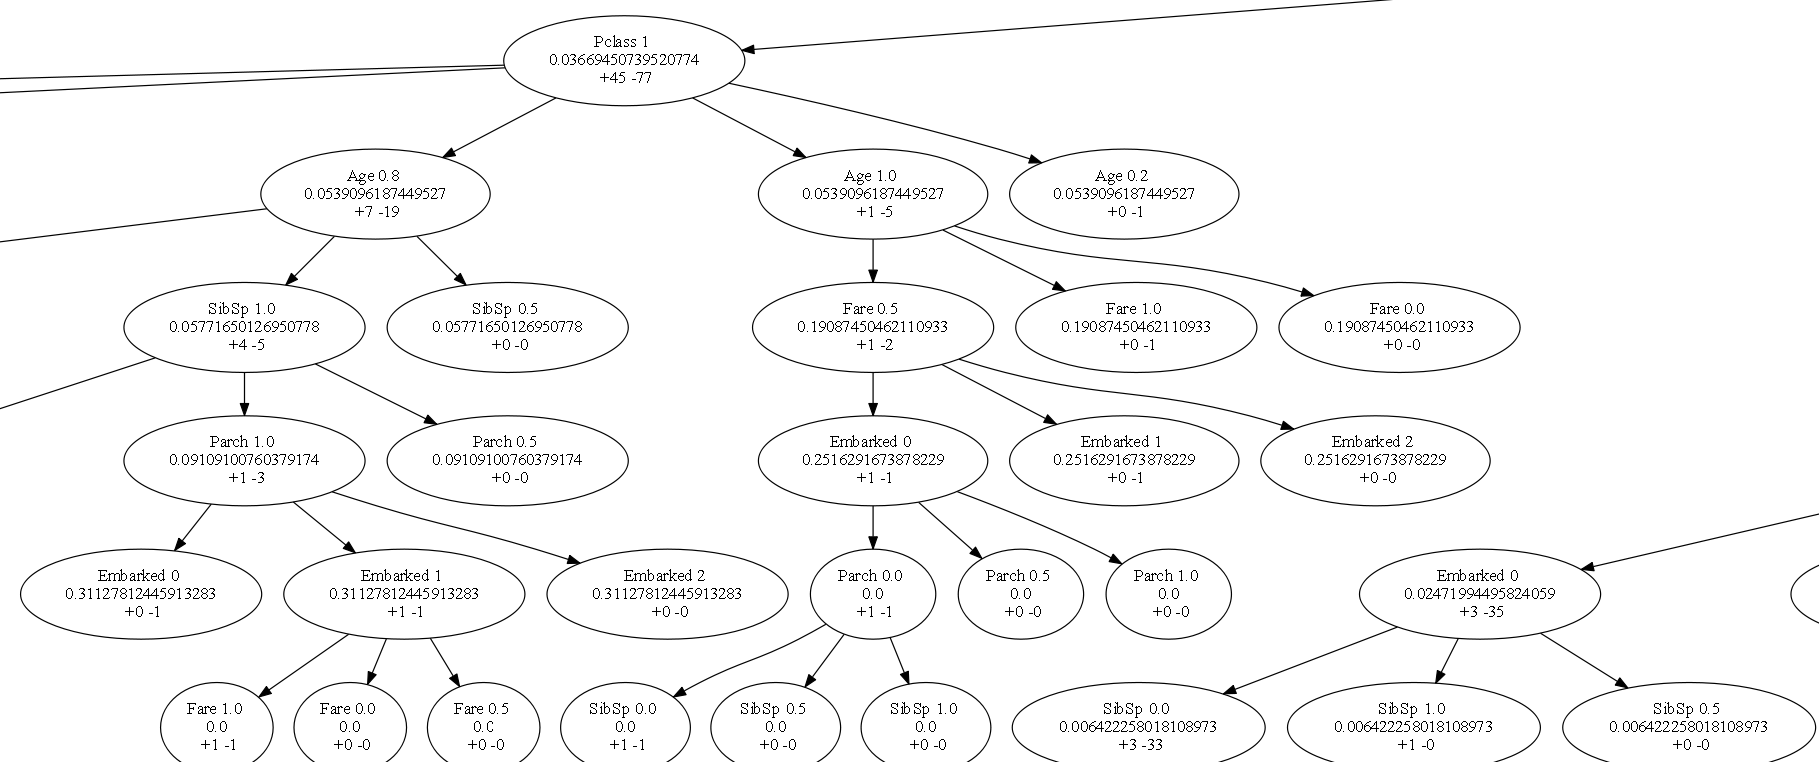 Pclass 1
0.03669450739520774
+45 -77
Age 0.8
0.0539096187449527
+7 -19
Age 1.0
0.0539096187449527
+1 -5
Age 0.2
0.0539096187449527
+0 -1
SibSp 1.0
0.05771650126950778
+4 -5
SibSp 0.5
0.05771650126950778
+0 -0
Fare 0.5
0.19087450462110933
+1 -2
Fare 1.0
0.19087450462110933
+0 -1
Fare 0.0
0.19087450462110933
+0 -0
Parch 1.0
0.09109100760379174
+1 -3
Parch 0.5
0.09109100760379174
+0 -0
Embarked 0
0.2516291673878229
+1 -1
Embarked 1
0.2516291673878229
+0 -1
Embarked 2
0.2516291673878229
+0 -0
Embarked 0
0.31127812445913283
+0 -1
Embarked 1
0.31127812445913283
+1 -1
Embarked 2
0.31127812445913283
+0 -0
Parch 0.0
0.0
+1 -1
Parch 0.5
0.0
+0 -0
Parch 1.0
0.0
+0 -0
Embarked 0
0.02471994495824059
+3 -35
Fare 1.0
0.0
+1 -1
Fare 0.0
0.0
+0 -0
Fare 0.5
0.0
+0 -0
SibSp 0.0
0.0
+1 -1
SibSp 0.5
0.0
+0 -0
SibSp 1.0
0.0
+0 -0
SibSp 0.0
0.006422258018108973
+3 -33
SibSp 1.0
0.006422258018108973
+1 -0
SibSp 0.5
0.006422258018108973
+0 -0